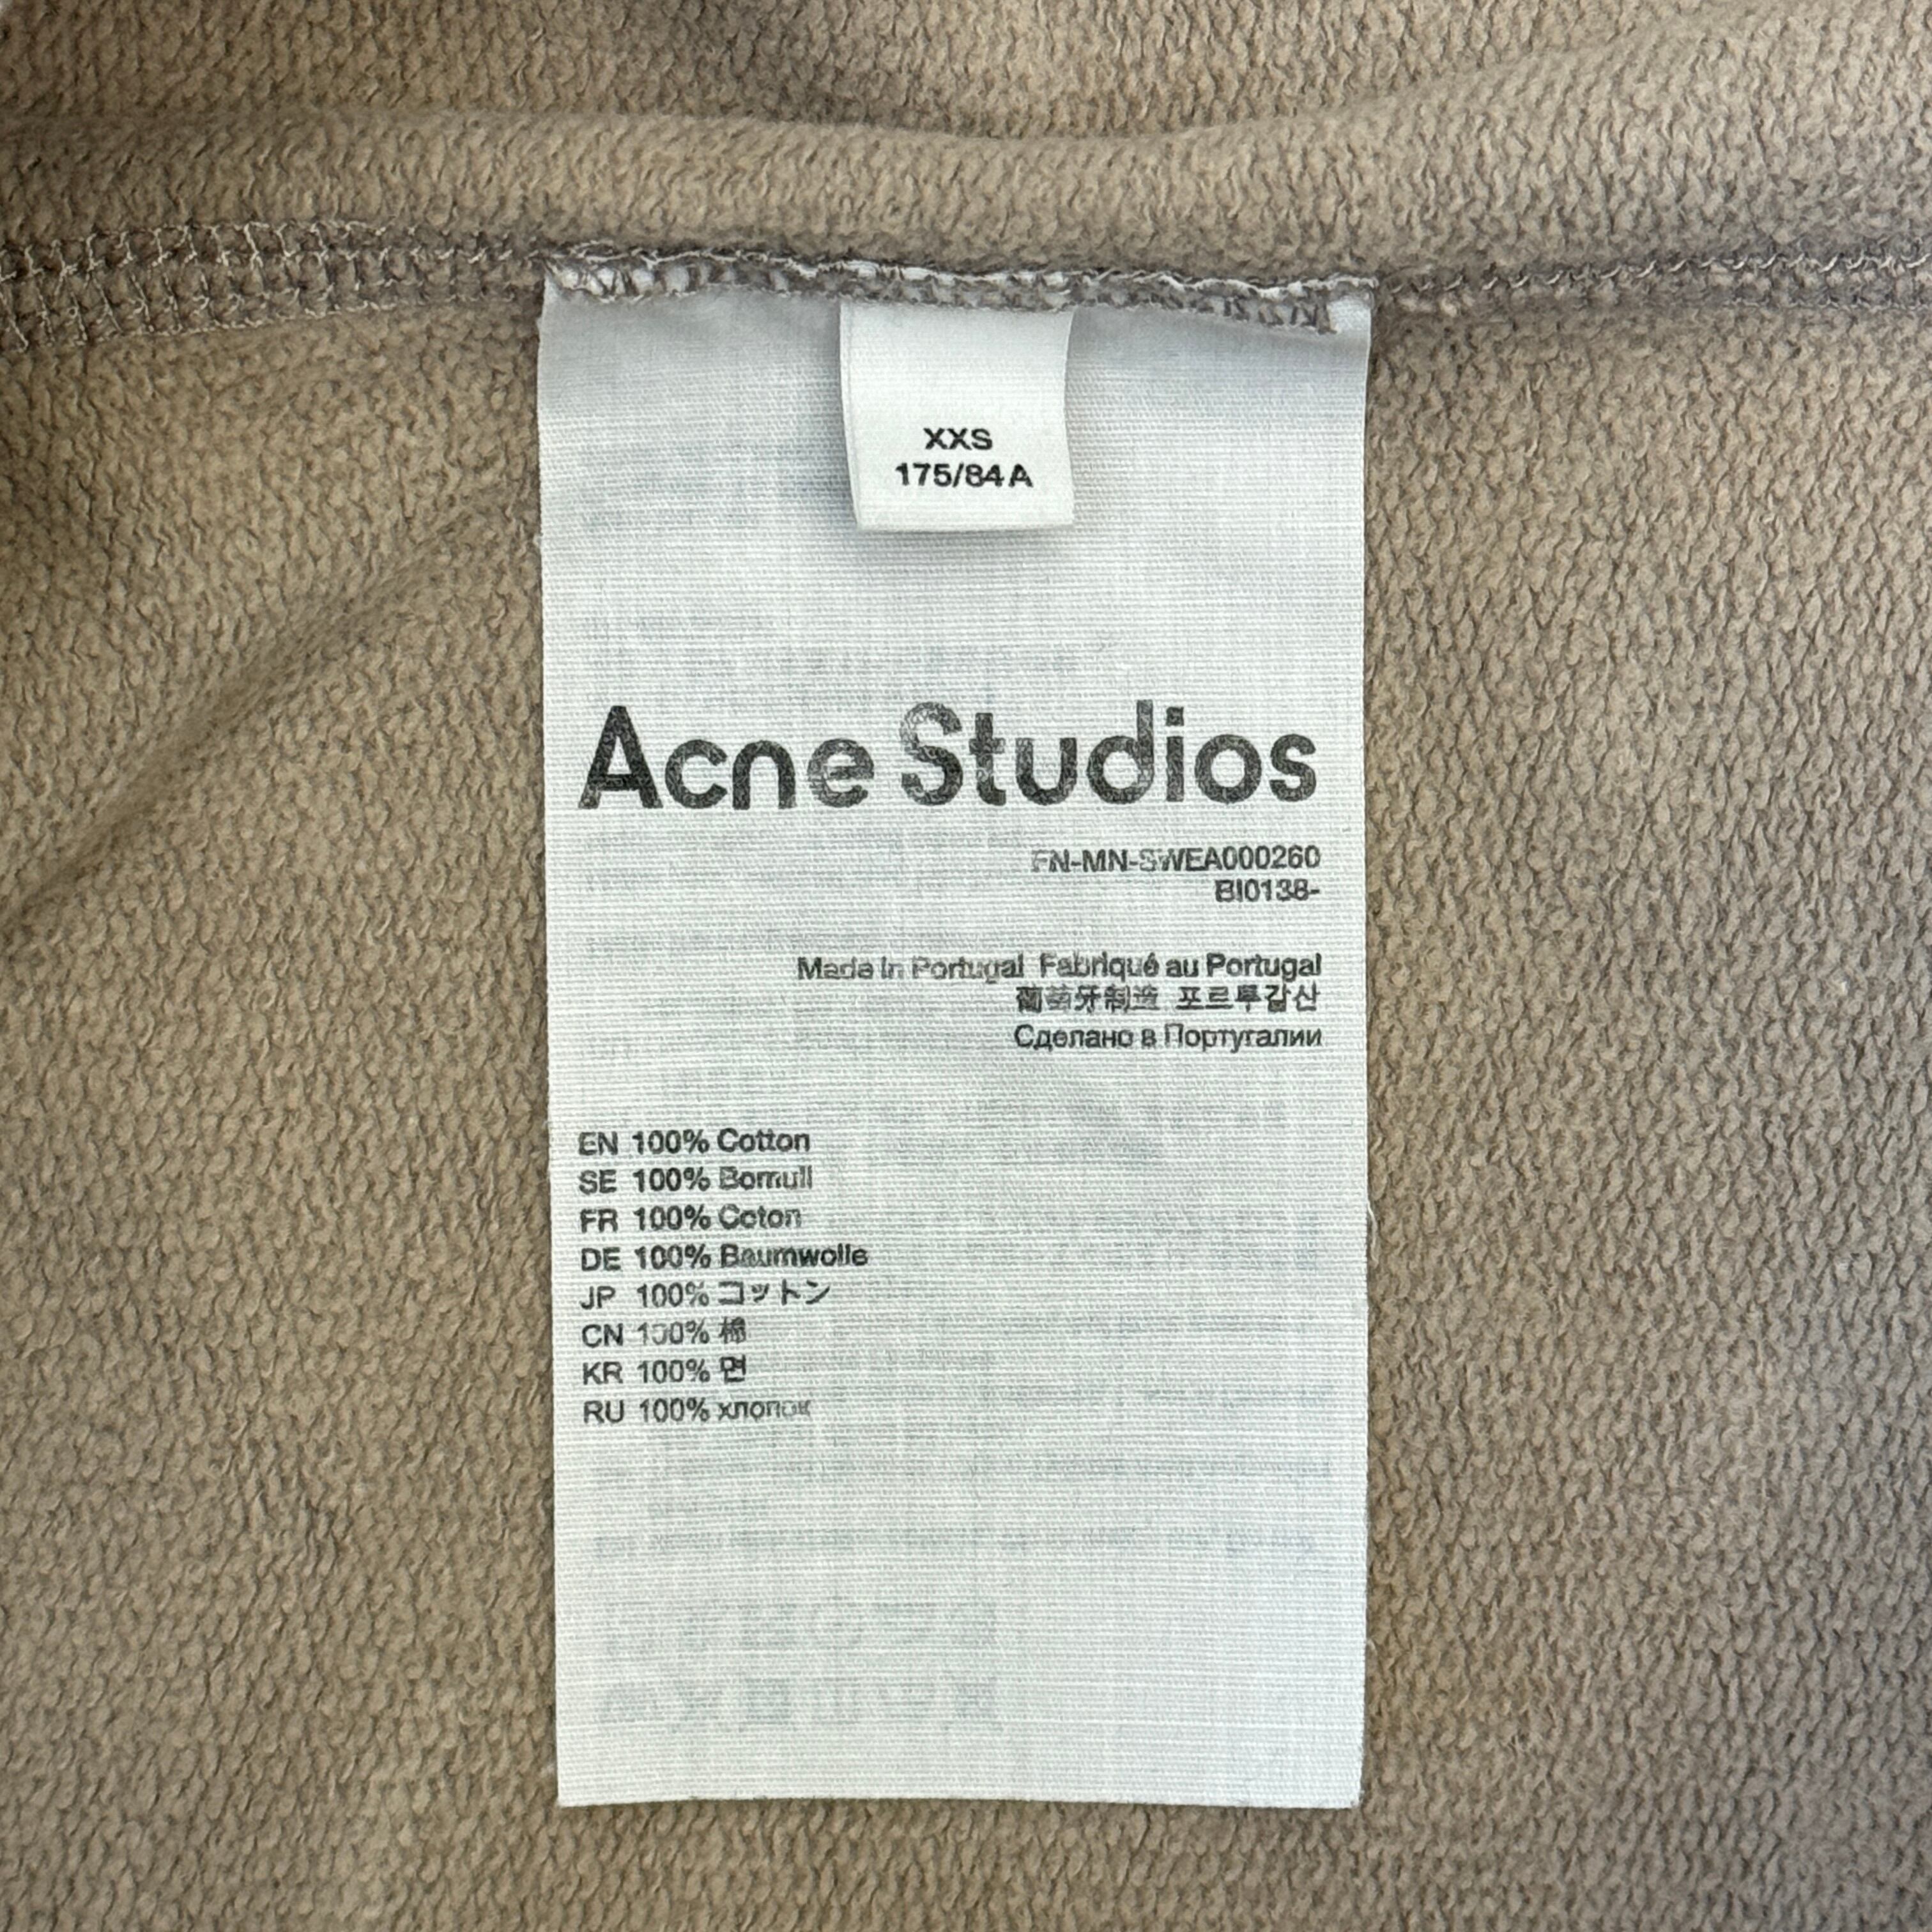 XXS
175/84A
Acne Studios
FN-MN-SWEA000260
BI0138-
Made in Portugal Fabriqué au Portugal
葡萄牙制造 포르투갈산
Сделано в Португалии
EN 100% Cotton
SE 100% Bomull
FR 100% Coton
DE 100% Baumwolle
JP 100% コットン
CN 100% 棉
KR 100% 면
RU 100% хлопок